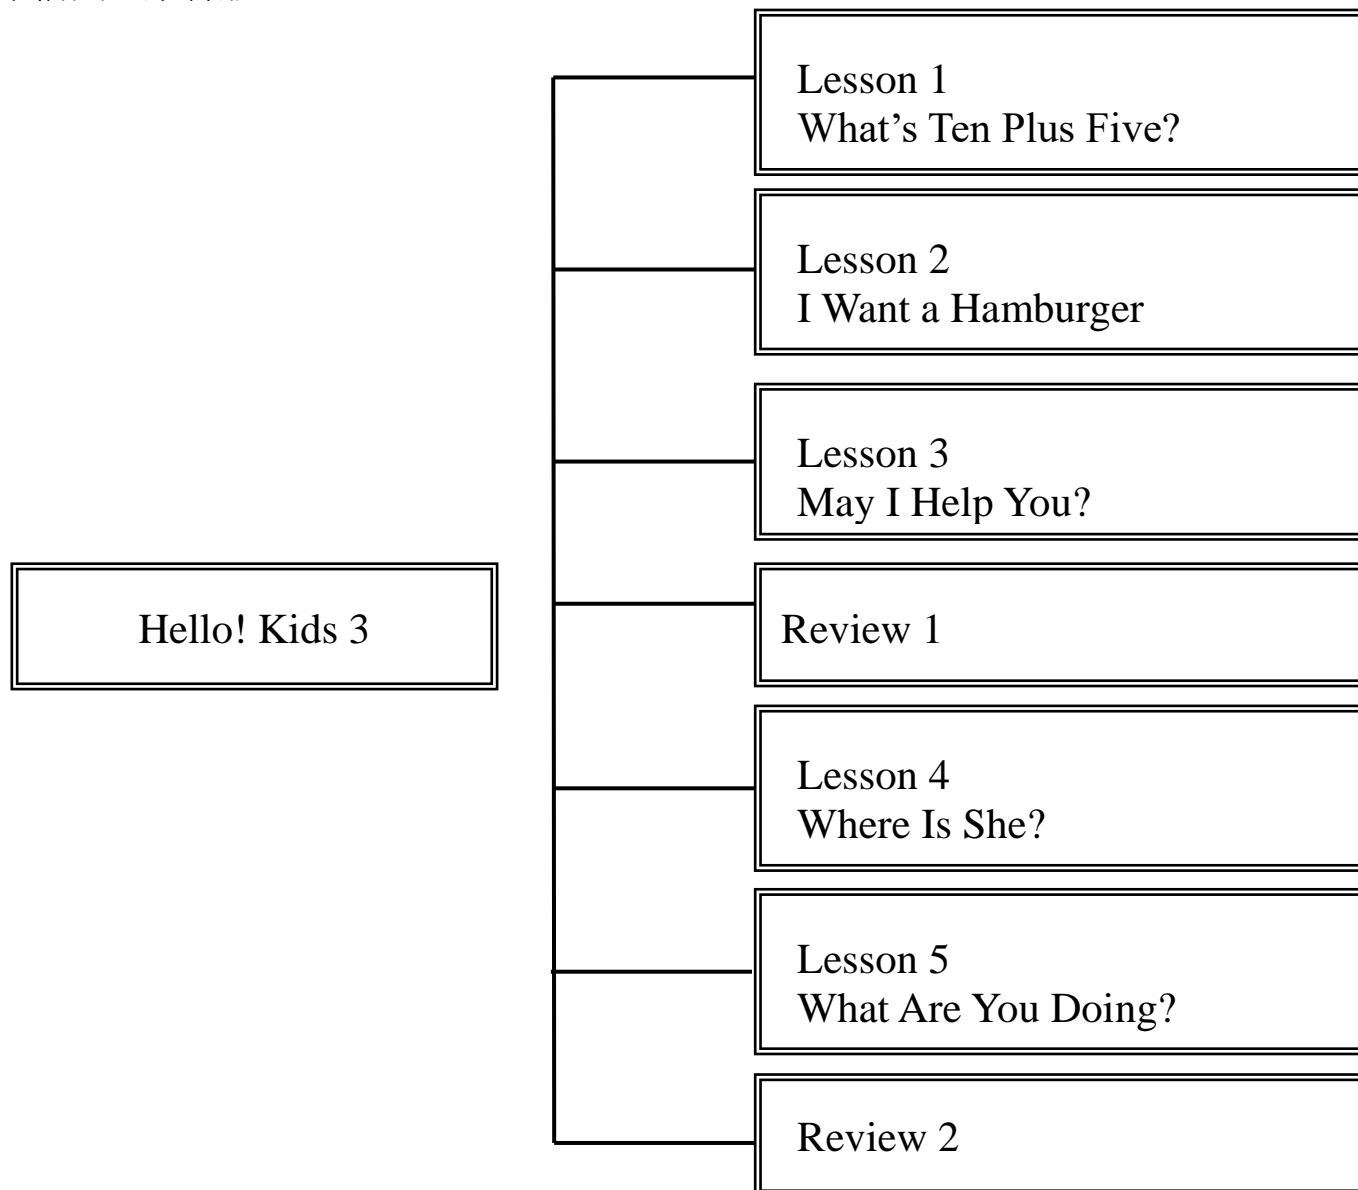 Lesson 1
What’s Ten Plus Five?
Lesson 2
I Want a Hamburger
Lesson 3
May I Help You?
Hello! Kids 3
Review 1
Lesson 4
Where Is She?
Lesson 5
What Are You Doing?
Review 2